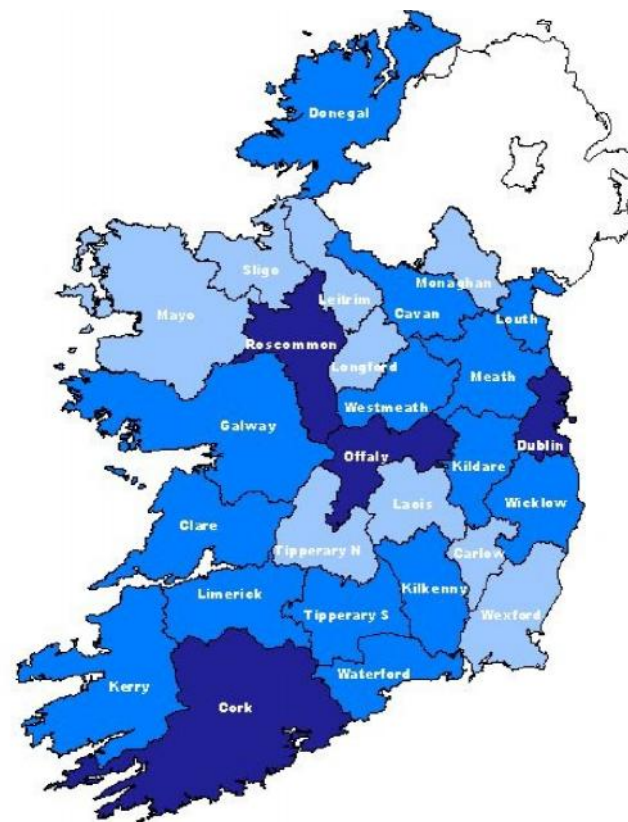 Donegal
Sligo
Leitrim
Monaghan
Cavan
Louth
Mayo
Roscommon
Longford
Meath
Westmeath
Galway
Offaly
Dublin
Kildare
Laois
Wicklow
Clare
Tipperary N
Carlow
Limerick
Kilkenny
Tipperary S
Wexford
Waterford
Kerry
Cork